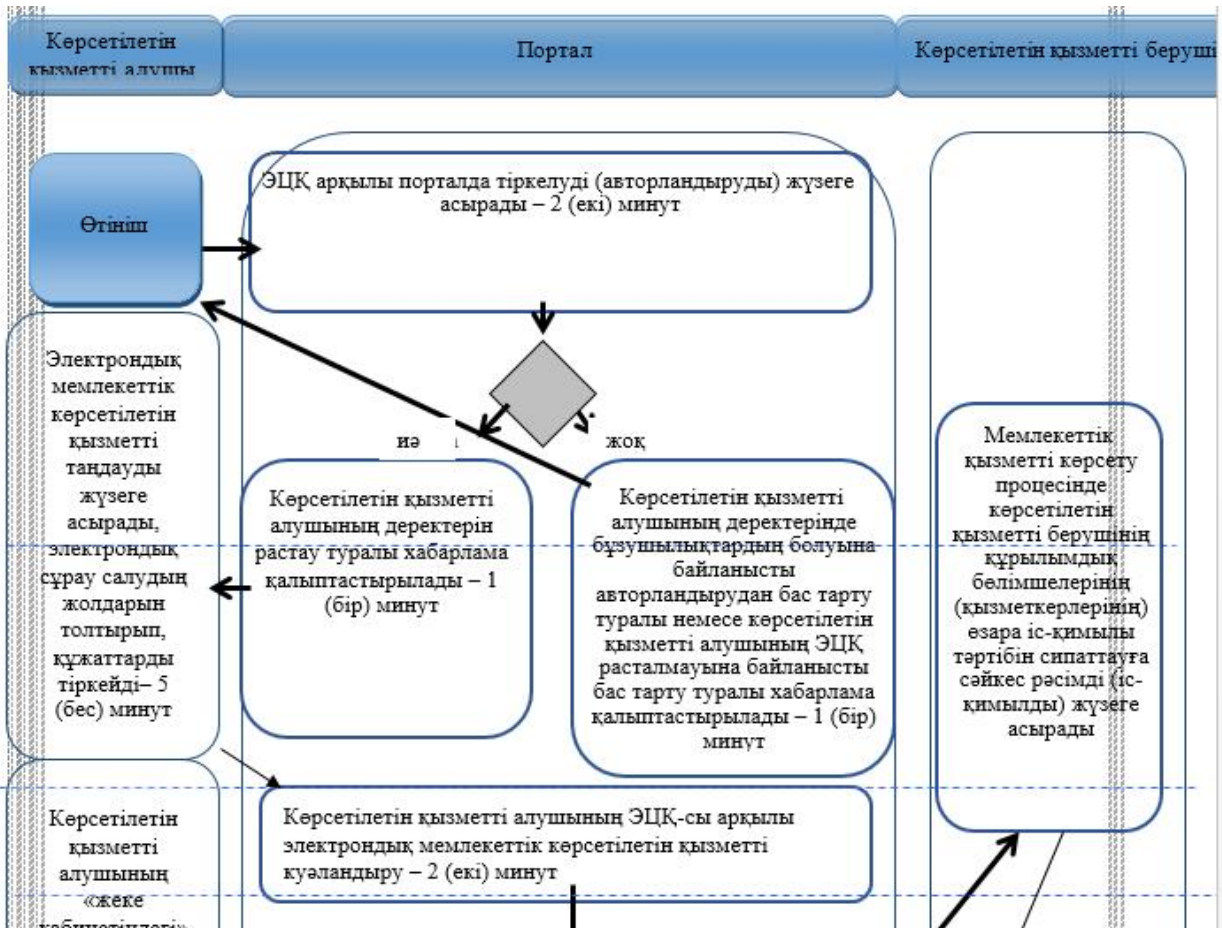 Көрсетілетін
қызметті алушы
Портал
Көрсетілетін қызметті беруші
Өтініш
ЭЦҚ арқылы порталда тіркелуді (авторландыруды) жүзеге
асырады – 2 (екі) минут
иә
жоқ
Электрондық
мемлекеттік
көрсетілетін
қызметті
таңдауды
жүзеге
асырады,
электрондық
сұрау салудың
жолдарын
толтырып,
құжаттарды
тіркейді– 5
(бес) минут
Көрсетілетін қызметті
алушының деректерін
растау туралы хабарлама
қалыптастырылады – 1
(бір) минут
Көрсетілетін қызметті
алушының деректерінде
бұзушылықтардың болуына
байланысты
авторландырудан бас тарту
туралы немесе көрсетілетін
қызметті алушының ЭЦҚ
расталмауына байланысты
бас тарту туралы хабарлама
қалыптастырылады – 1 (бір)
минут
Мемлекеттік
қызметті көрсету
процесінде
көрсетілетін
қызметті берушінің
құрылымдық
бөлімшелерінің
(қызметкерлерінің)
өзара іс-қимылы
тәртібін сипаттауға
сәйкес рәсімді (іс-
қимылды) жүзеге
асырады
Көрсетілетін қызметті алушының ЭЦҚ-сы арқылы
электрондық мемлекеттік көрсетілетін қызметті
куәландыру – 2 (екі) минут
Көрсетілетін
қызметті
алушының
«жеке
кабинетіндегі»